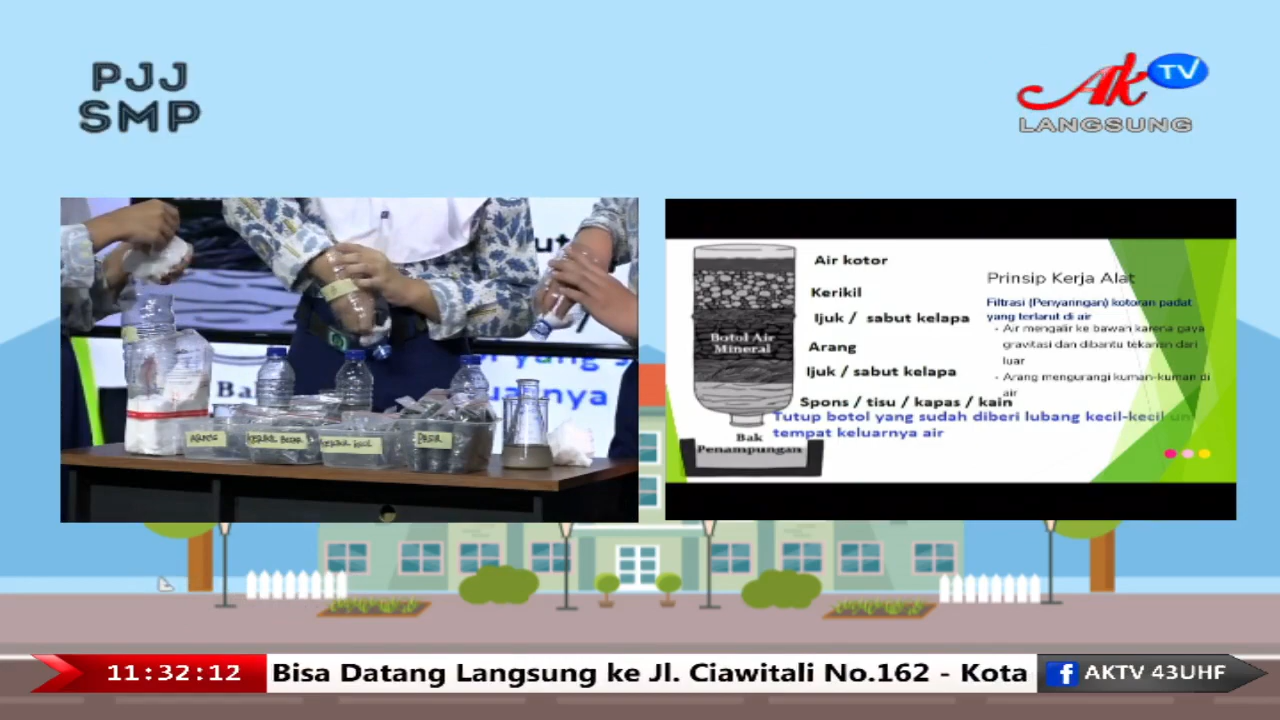 PJJ
SMP
Ak TV
LANGSUNG
ARANG
KERIKIL BESAR
KERIKIL KECIL
PASIR
Air kotor
Kerikil
Ijuk / sabut kelapa
Arang
Ijuk / sabut kelapa
Spons / tisu / kapas / kain
Botol Air
Mineral
Tutup botol yang sudah diberi lubang kecil-kecil un
tempat keluarnya air
Bak
Penampungan
Prinsip Kerja Alat
Filtrasi (Penyaringan) kotoran padat
yang terlarut di air
- Air mengalir ke bawah karena gaya
gravitasi dan dibantu tekanan dari
luar
- Arang mengurangi kuman-kuman di
air
11:32:12
Bisa Datang Langsung ke Jl. Ciawitali No.162 - Kota
f AKTV 43UHF